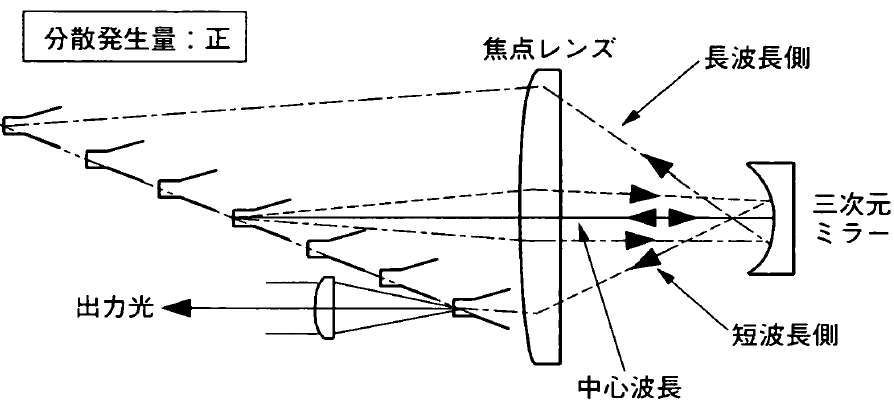 分散発生量：正
焦点レンズ
長波長側
三次元
ミラー
出力光
短波長側
中心波長